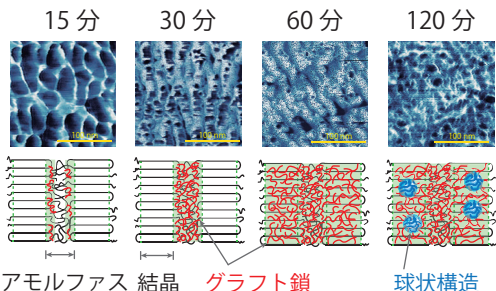 15 分 30 分 60 分 120 分
100 nm 100 nm 100 nm 100 nm
アモルファス 結晶 グラフト鎖 球状構造